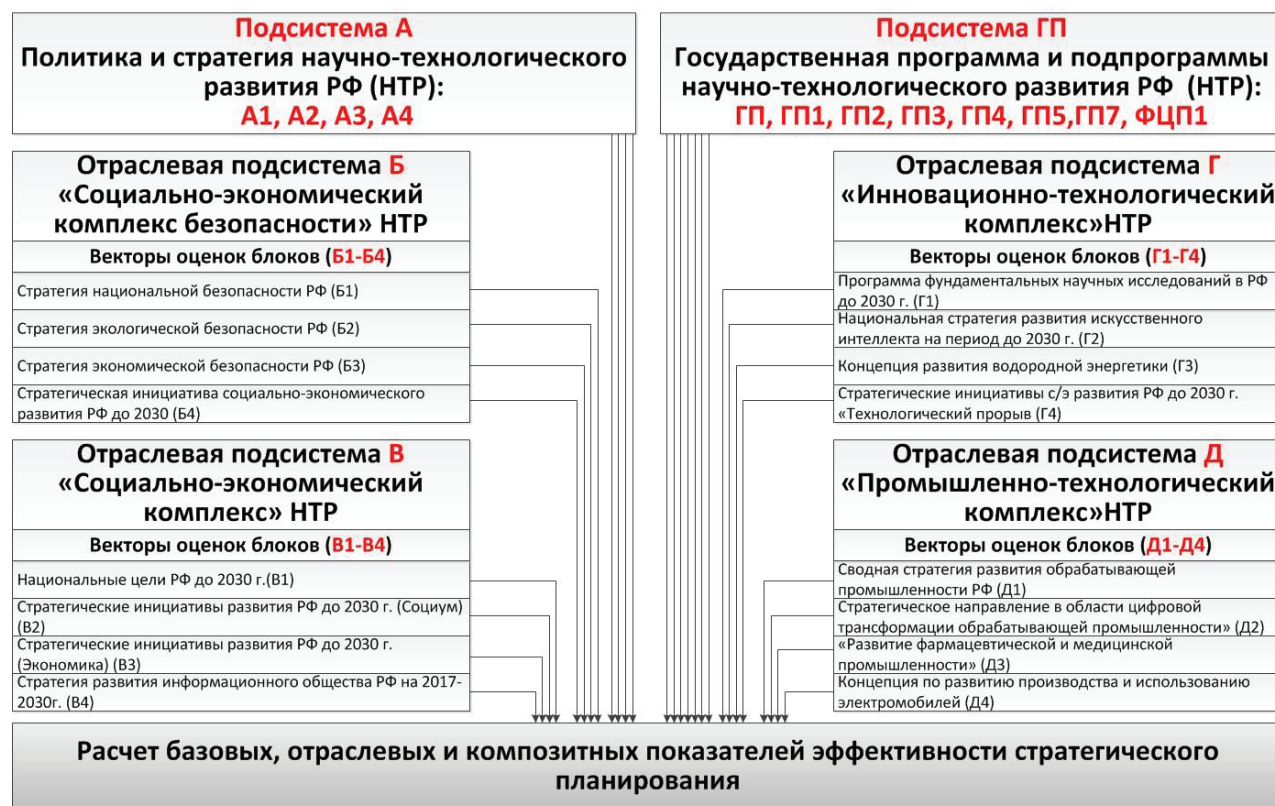 Подсистема А
Политика и стратегия научно-технологического
развития РФ (НТР):
А1, А2, А3, А4
Подсистема ГП
Государственная программа и подпрограммы
научно-технологического развития РФ (НТР):
ГП, ГП1, ГП2, ГП3, ГП4, ГП5,ГП7, ФЦП1
Отраслевая подсистема Б
«Социально-экономический
комплекс безопасности» НТР
Векторы оценок блоков (Б1-Б4)
Стратегия национальной безопасности РФ (Б1)
Стратегия экологической безопасности РФ (Б2)
Стратегия экономической безопасности РФ (Б3)
Стратегическая инициатива социально-экономического
развития РФ до 2030 (Б4)
Отраслевая подсистема Г
«Инновационно-технологический
комплекс»НТР
Векторы оценок блоков (Г1-Г4)
Программа фундаментальных научных исследований в РФ
до 2030 г. (Г1)
Национальная стратегия развития искусственного
интеллекта на период до 2030 г. (Г2)
Концепция развития водородной энергетики (Г3)
Стратегические инициативы с/э развития РФ до 2030 г.
«Технологический прорыв (Г4)
Отраслевая подсистема В
«Социально-экономический
комплекс» НТР
Векторы оценок блоков (В1-В4)
Национальные цели РФ до 2030 г.(В1)
Стратегические инициативы развития РФ до 2030 г. (Социум)
(В2)
Стратегические инициативы развития РФ до 2030 г.
(Экономика) (В3)
Стратегия развития информационного общества РФ на 2017-
2030г. (В4)
Отраслевая подсистема Д
«Промышленно-технологический
комплекс»НТР
Векторы оценок блоков (Д1-Д4)
Сводная стратегия развития обрабатывающей
промышленности РФ (Д1)
Стратегическое направление в области цифровой
трансформации обрабатывающей промышленности» (Д2)
«Развитие фармацевтической и медицинской
промышленности» (Д3)
Концепция по развитию производства и использованию
электромобилей (Д4)
Расчет базовых, отраслевых и композитных показателей эффективности стратегического
планирования